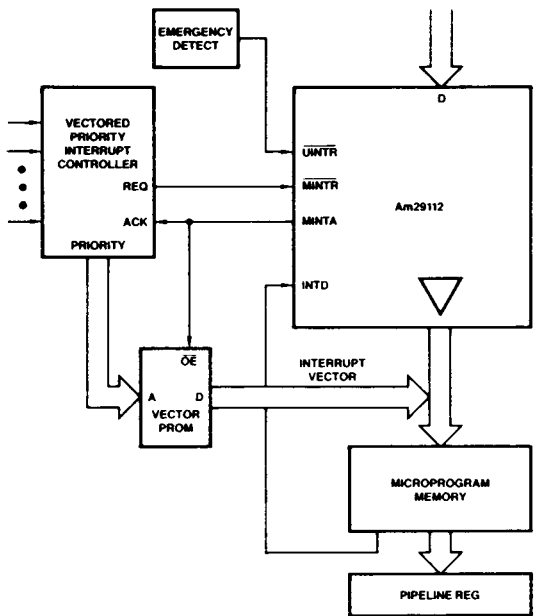 EMERGENCY
DETECT
D
VECTORED
PRIORITY
INTERRUPT
CONTROLLER
REQ
ACK
PRIORITY
UINTR
MINTR
MINTA
INTD
Am29112
OE
A
D
VECTOR
PROM
INTERRUPT
VECTOR
MICROPROGRAM
MEMORY
PIPELINE REG